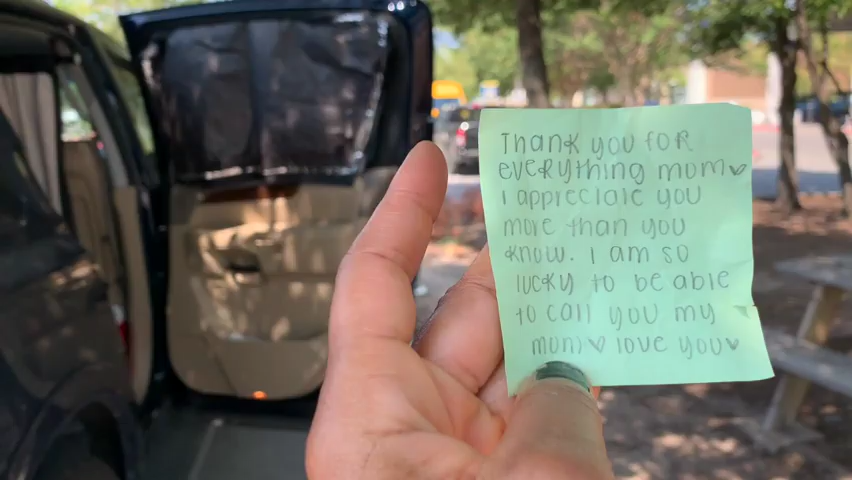 Thank you for
everything mom♥
I appreciate you
more than you
know. I am so
lucky to be able
to call you my
mom♥ love you♥